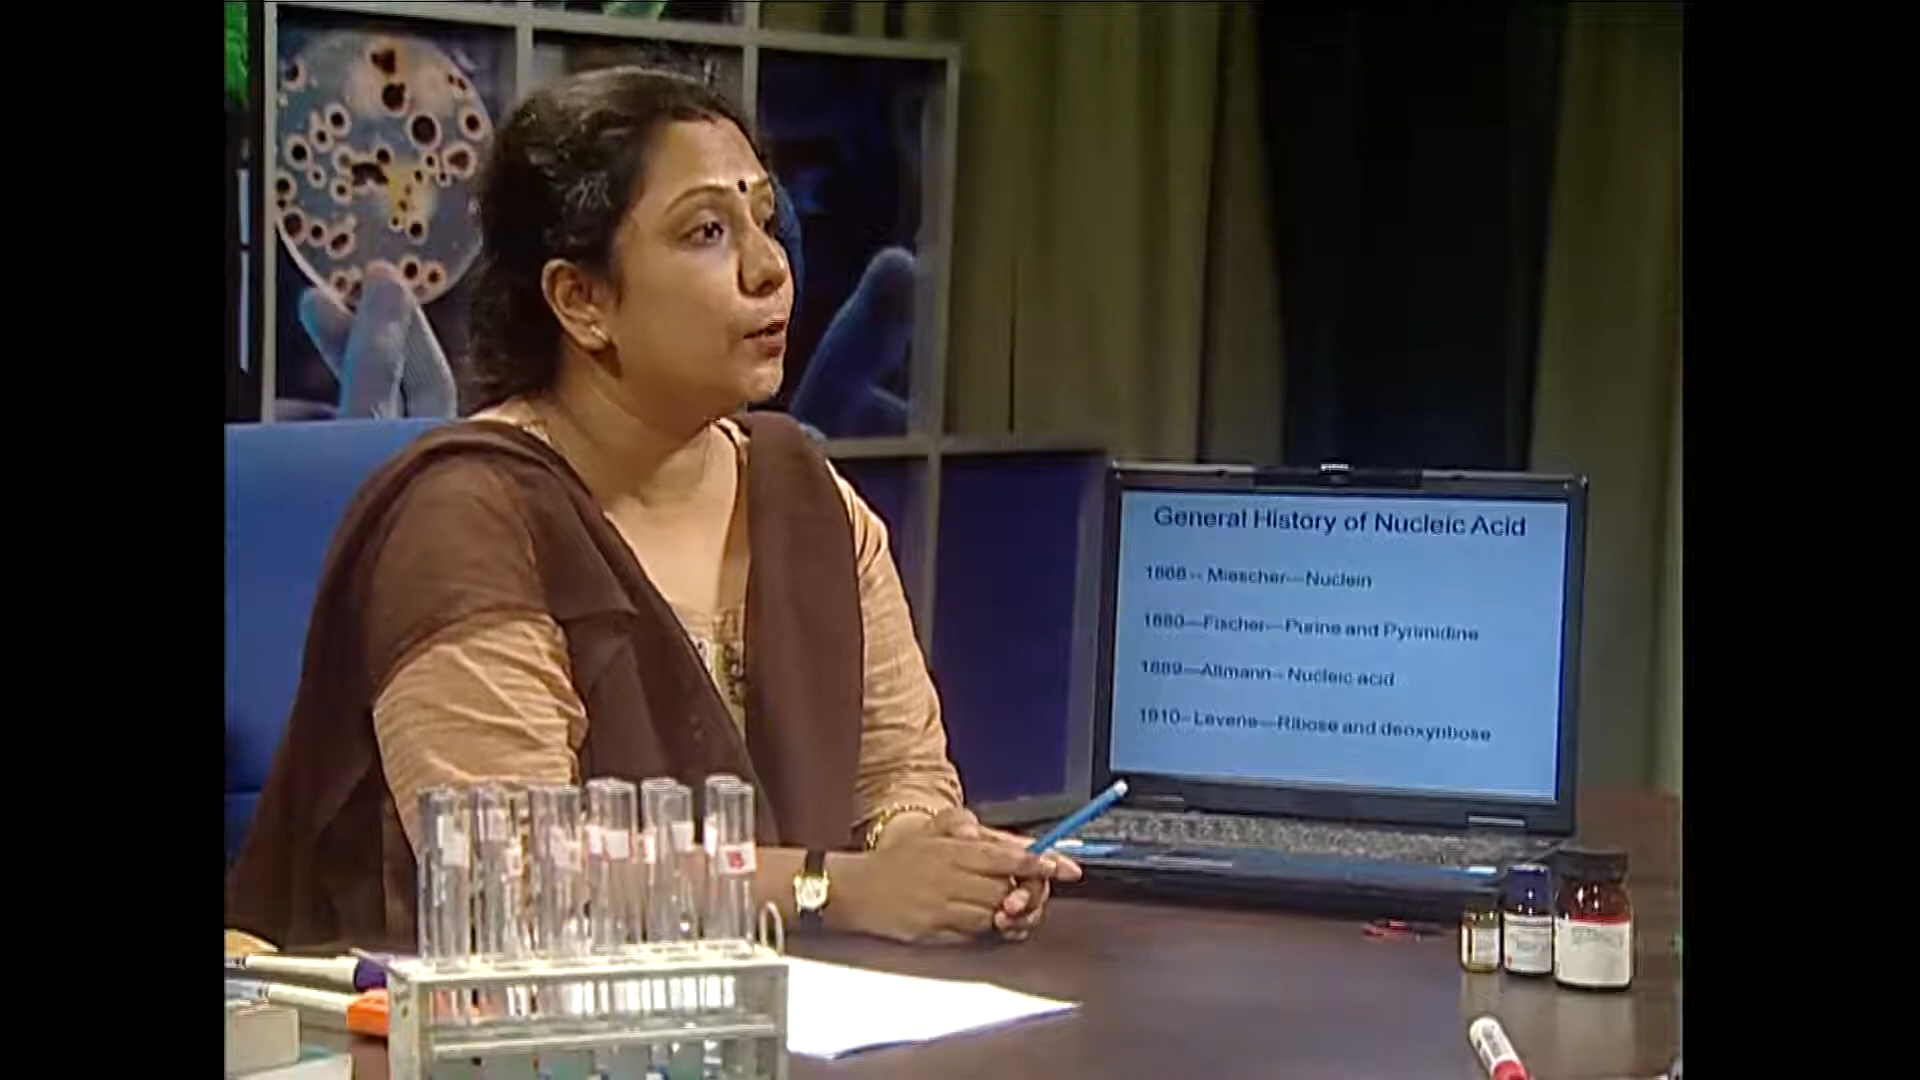 General History of Nucleic Acid
1868-- Miescher—Nuclein
1880—Fischer—Purine and Pyrimidine
1889—Altmann-- Nucleic acid
1910--Levene—Ribose and deoxyribose